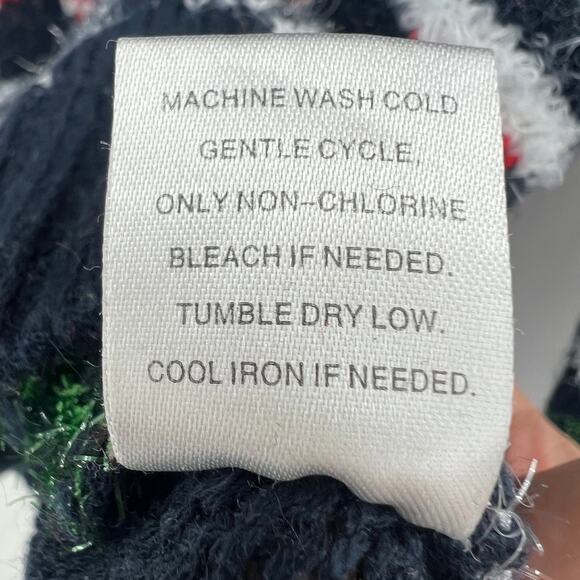 MACHINE WASH COLD
GENTLE CYCLE.
ONLY NON-CHLORINE
BLEACH IF NEEDED.
TUMBLE DRY LOW.
COOL IRON IF NEEDED.